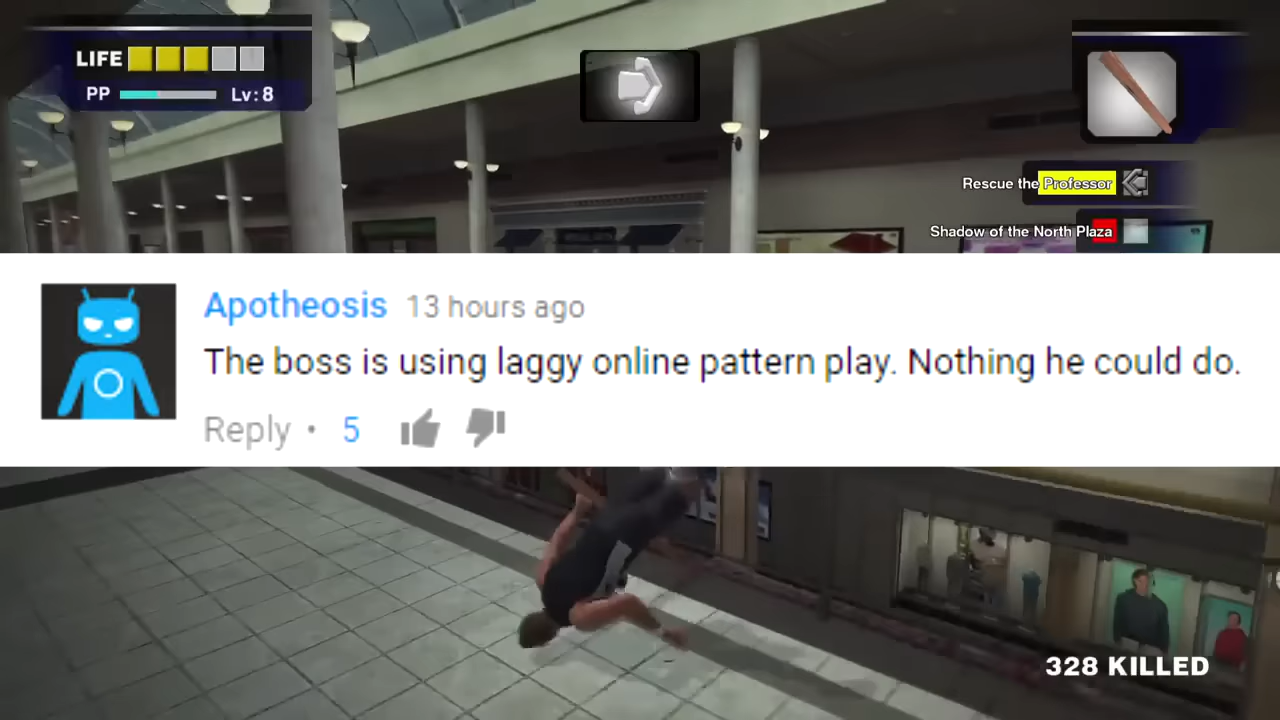 LIFE
PP Lv:8
Rescue the Professor
Shadow of the North Plaza
Apotheosis 13 hours ago
The boss is using laggy online pattern play. Nothing he could do.
Reply • 5
328 KILLED